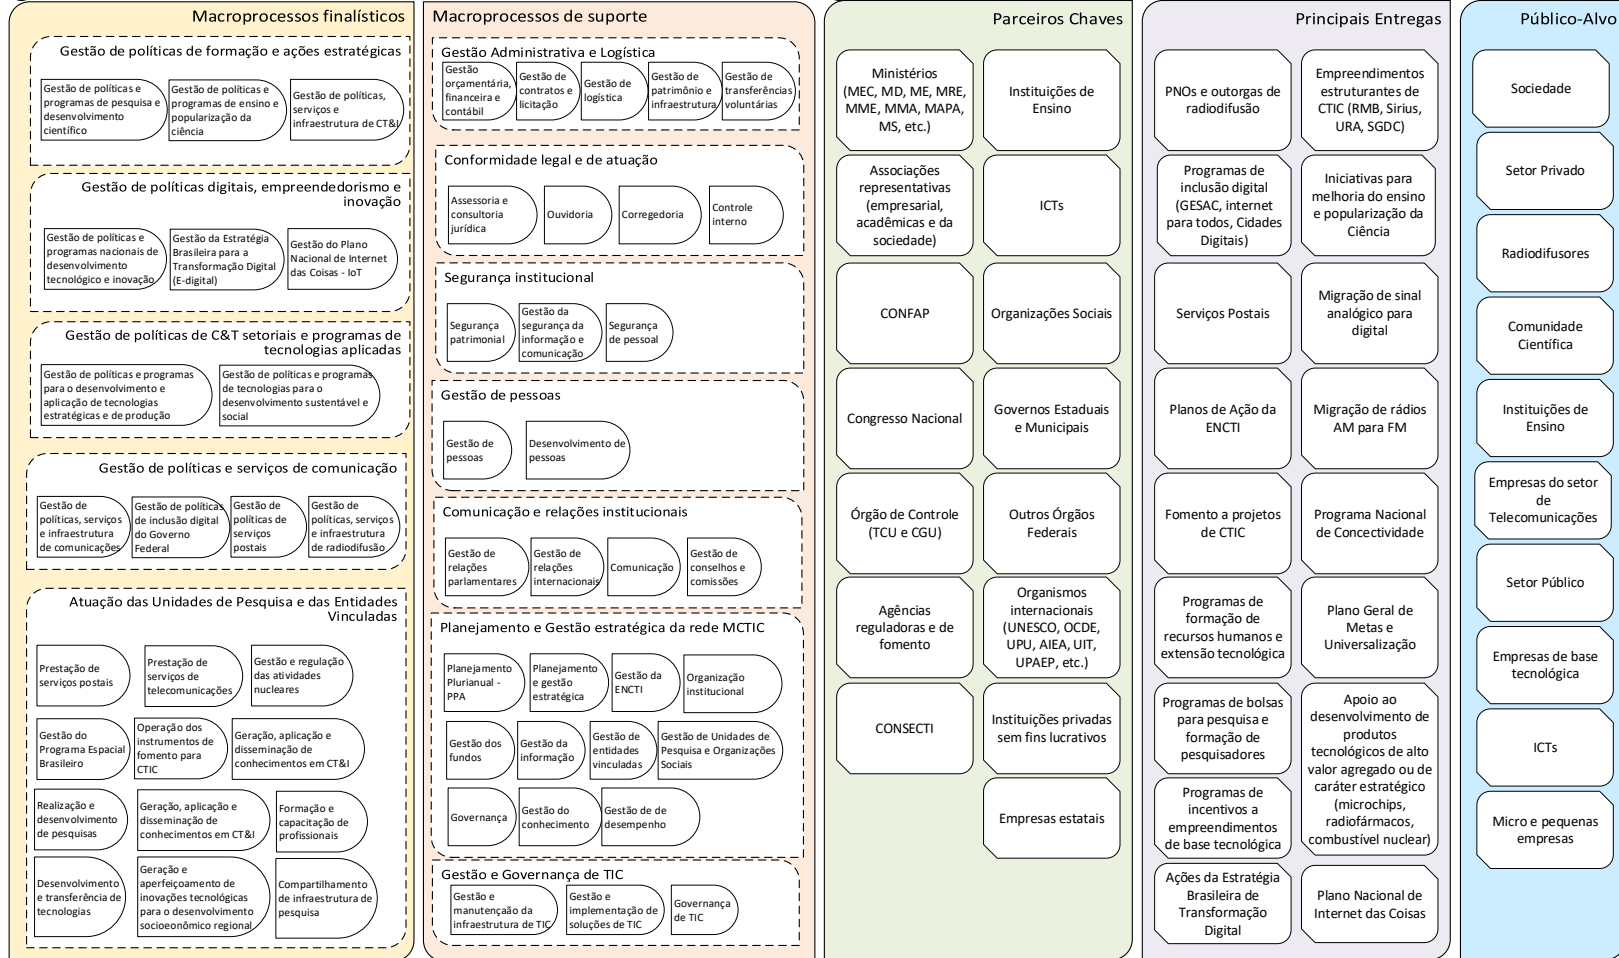 Macroprocessos finalísticos
Gestão de políticas de formação e ações estratégicas
Gestão de políticas e
programas de pesquisa e
desenvolvimento
científico
Gestão de políticas e
programas de ensino e
popularização da
ciência
Gestão de políticas,
serviços e
infraestrutura de CT&I
Gestão de políticas digitais, empreendedorismo e
inovação
Gestão de políticas e
programas nacionais de
desenvolvimento
tecnológico e inovação
Gestão da Estratégia
Brasileira para a
Transformação Digital
(E-digital)
Gestão do Plano
Nacional de Internet
das Coisas - IoT
Gestão de políticas de C&T setoriais e programas de
tecnologias aplicadas
Gestão de políticas e programas
para o desenvolvimento e
aplicação de tecnologias
estratégicas e de produção
Gestão de políticas e programas
de tecnologias para o
desenvolvimento sustentável e
social
Gestão de políticas e serviços de comunicação
Gestão de
políticas, serviços
e infraestrutura
de comunicações
Gestão de políticas
de inclusão digital
do Governo
Federal
Gestão de
políticas de
serviços
postais
Gestão de
políticas, serviços
e infraestrutura
de radiodifusão
Atuação das Unidades de Pesquisa e das Entidades
Vinculadas
Prestação de
serviços postais
Prestação de
serviços de
telecomunicações
Gestão e regulação
das atividades
nucleares
Gestão do
Programa Espacial
Brasileiro
Operação dos
instrumentos de
fomento para
CTIC
Geração, aplicação e
disseminação de
conhecimentos em CT&I
Realização e
desenvolvimento
de pesquisas
Geração, aplicação e
disseminação de
conhecimentos em CT&I
Formação e
capacitação de
profissionais
Desenvolvimento
e transferência de
tecnologias
Geração e
aperfeiçoamento de
inovações tecnológicas
para o desenvolvimento
socioeconômico regional
Compartilhamento
de infraestrutura de
pesquisa
Macroprocessos de suporte
Gestão Administrativa e Logística
Gestão
orçamentária,
financeira e
contábil
Gestão de
contratos e
licitação
Gestão de
logística
Gestão de
patrimônio e
infraestrutura
Gestão de
transferências
voluntárias
Conformidade legal e de atuação
Assessoria e
consultoria
jurídica
Ouvidoria
Corregedoria
Controle
interno
Segurança institucional
Segurança
patrimonial
Gestão da
segurança da
informação e
comunicação
Segurança
de pessoal
Gestão de pessoas
Gestão de
pessoas
Desenvolvimento de
pessoas
Comunicação e relações institucionais
Gestão de
relações
parlamentares
Gestão de
relações
internacionais
Comunicação
Gestão de
conselhos e
comissões
Planejamento e Gestão estratégica da rede MCTIC
Planejamento
Plurianual -
PPA
Planejamento
e gestão
estratégica
Gestão da
ENCTI
Organização
institucional
Gestão dos
fundos
Gestão da
informação
Gestão de
entidades
vinculadas
Gestão de Unidades de
Pesquisa e Organizações
Sociais
Governança
Gestão do
conhecimento
Gestão de de
desempenho
Gestão e Governança de TIC
Gestão e
manutençaão da
infraestrutura de TIC
Gestão e
implementação de
soluções de TIC
Governança
de TIC
Parceiros Chaves
Ministérios
(MEC, MD, ME, MRE,
MME, MMA, MAPA,
MS, etc.)
Instituições de
Ensino
Associações
representativas
(empresarial,
acadêmicas e da
sociedade)
ICTs
CONFAP
Organizações Sociais
Congresso Nacional
Governos Estaduais
e Municipais
Órgão de Controle
(TCU e CGU)
Outros Órgãos
Federais
Agências
reguladoras e de
fomento
Organismos
internacionais
(UNESCO, OCDE,
UPU, AIEA, UIT,
UPAEP, etc.)
CONSECTI
Instituições privadas
sem fins lucrativos
Empresas estatais
Principais Entregas
PNOs e outorgas de
radiodifusão
Empreendimentos
estruturantes de
CTIC (RMB, Sirius,
URA, SGDC)
Programas de
inclusão digital
(GESAC, internet
para todos, Cidades
Digitais)
Iniciativas para
melhoria do ensino
e popularização da
Ciência
Serviços Postais
Migração de sinal
analógico para
digital
Planos de Ação da
ENCTI
Migração de rádios
AM para FM
Fomento a projetos
de CTIC
Programa Nacional
de Concectividade
Programas de
formação de
recursos humanos e
extensão tecnológica
Plano Geral de
Metas e
Universalização
Programas de bolsas
para pesquisa e
formação de
pesquisadores
Apoio ao
desenvolvimento de
produtos
tecnológicos de alto
valor agregado ou de
caráter estratégico
(microchips,
radiofármacos,
combustível nuclear)
Programas de
incentivos a
empreendimentos
de base tecnológica
Ações da Estratégia
Brasileira de
Transformação
Digital
Plano Nacional de
Internet das Coisas
Público-Alvo
Sociedade
Setor Privado
Radiodifusores
Comunidade
Científica
Instituições de
Ensino
Empresas do setor
de
Telecomunicações
Setor Público
Empresas de base
tecnológica
ICTs
Micro e pequenas
empresas